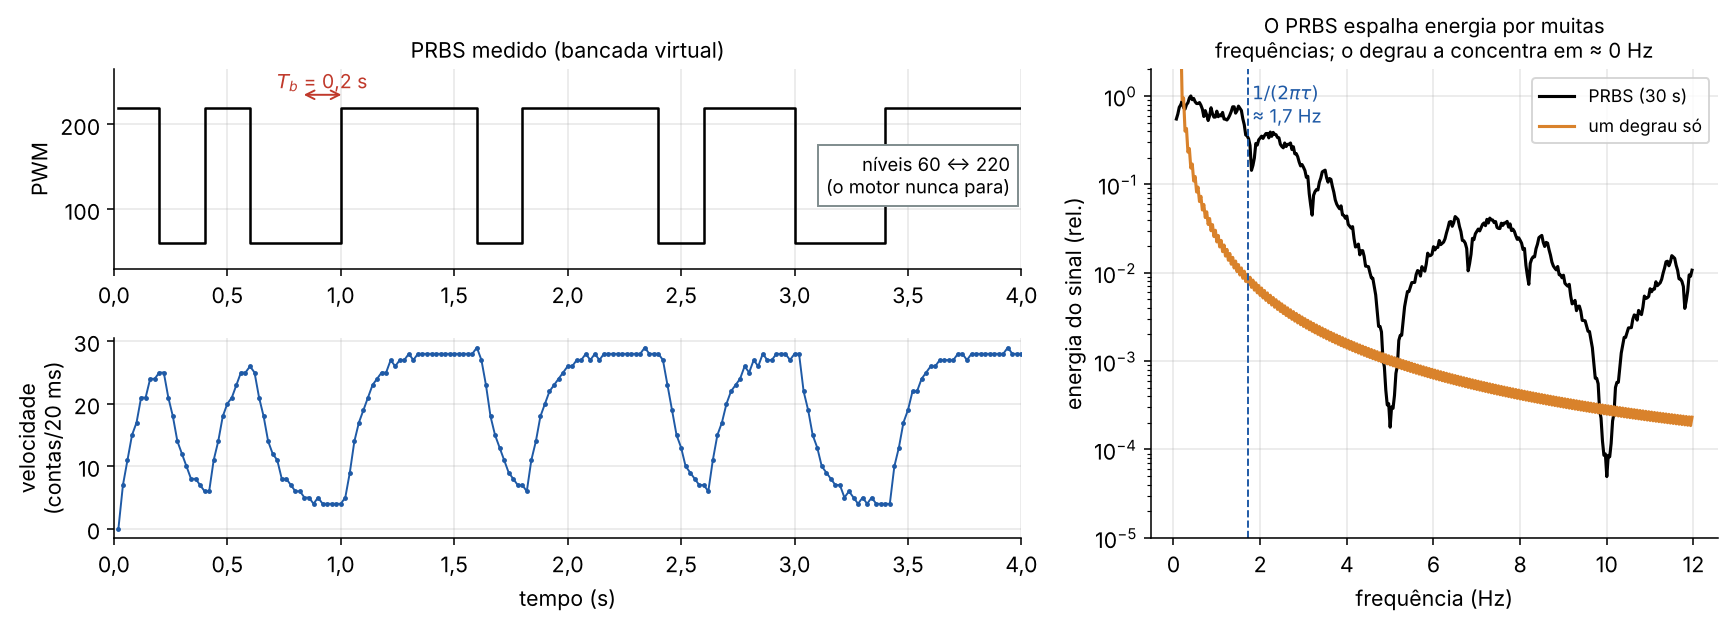 PRBS medido (bancada virtual)
T_b = 0,2 s
200
100
PWM
níveis 60 ↔ 220
(o motor nunca para)
0,0 0,5 1,0 1,5 2,0 2,5 3,0 3,5 4,0
30
20
10
0
velocidade
(contas/20 ms)
0,0 0,5 1,0 1,5 2,0 2,5 3,0 3,5 4,0
tempo (s)
O PRBS espalha energia por muitas
frequências; o degrau a concentra em ≈ 0 Hz
1/(2πτ)
≈ 1,7 Hz
PRBS (30 s)
um degrau só
10⁰
10⁻¹
10⁻²
10⁻³
10⁻⁴
10⁻⁵
energia do sinal (rel.)
0 2 4 6 8 10 12
frequência (Hz)